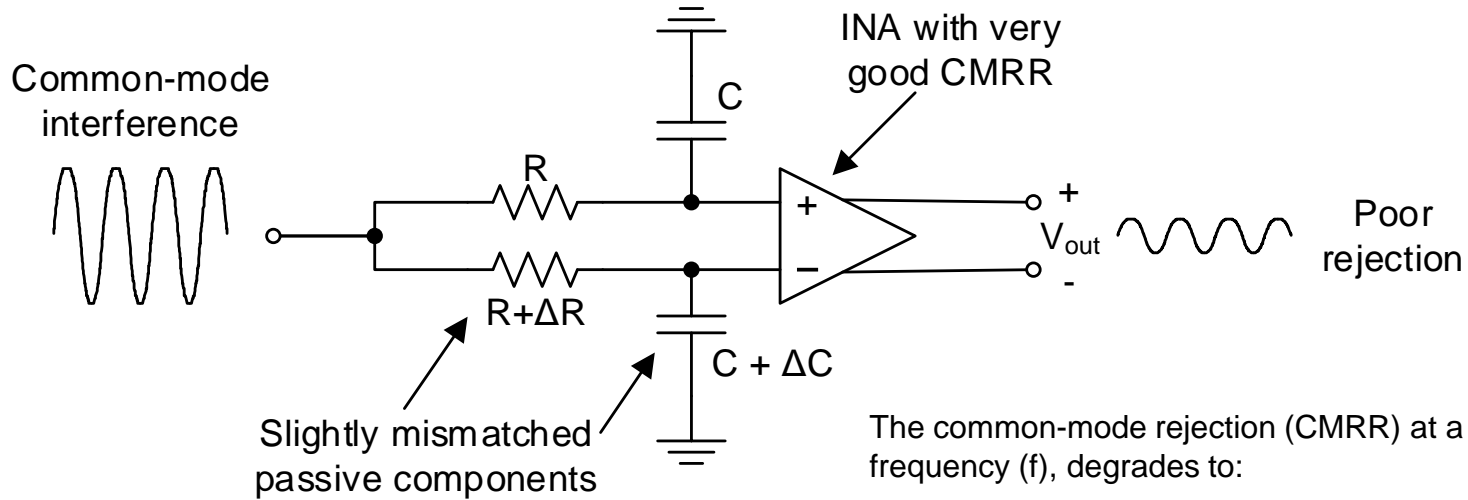 Common-mode
interference
C
INA with very
good CMRR
R
+
−
R+ΔR
C + ΔC
Slightly mismatched
passive components
+
Vout
-
Poor
rejection
The common-mode rejection (CMRR) at a
frequency (f), degrades to: